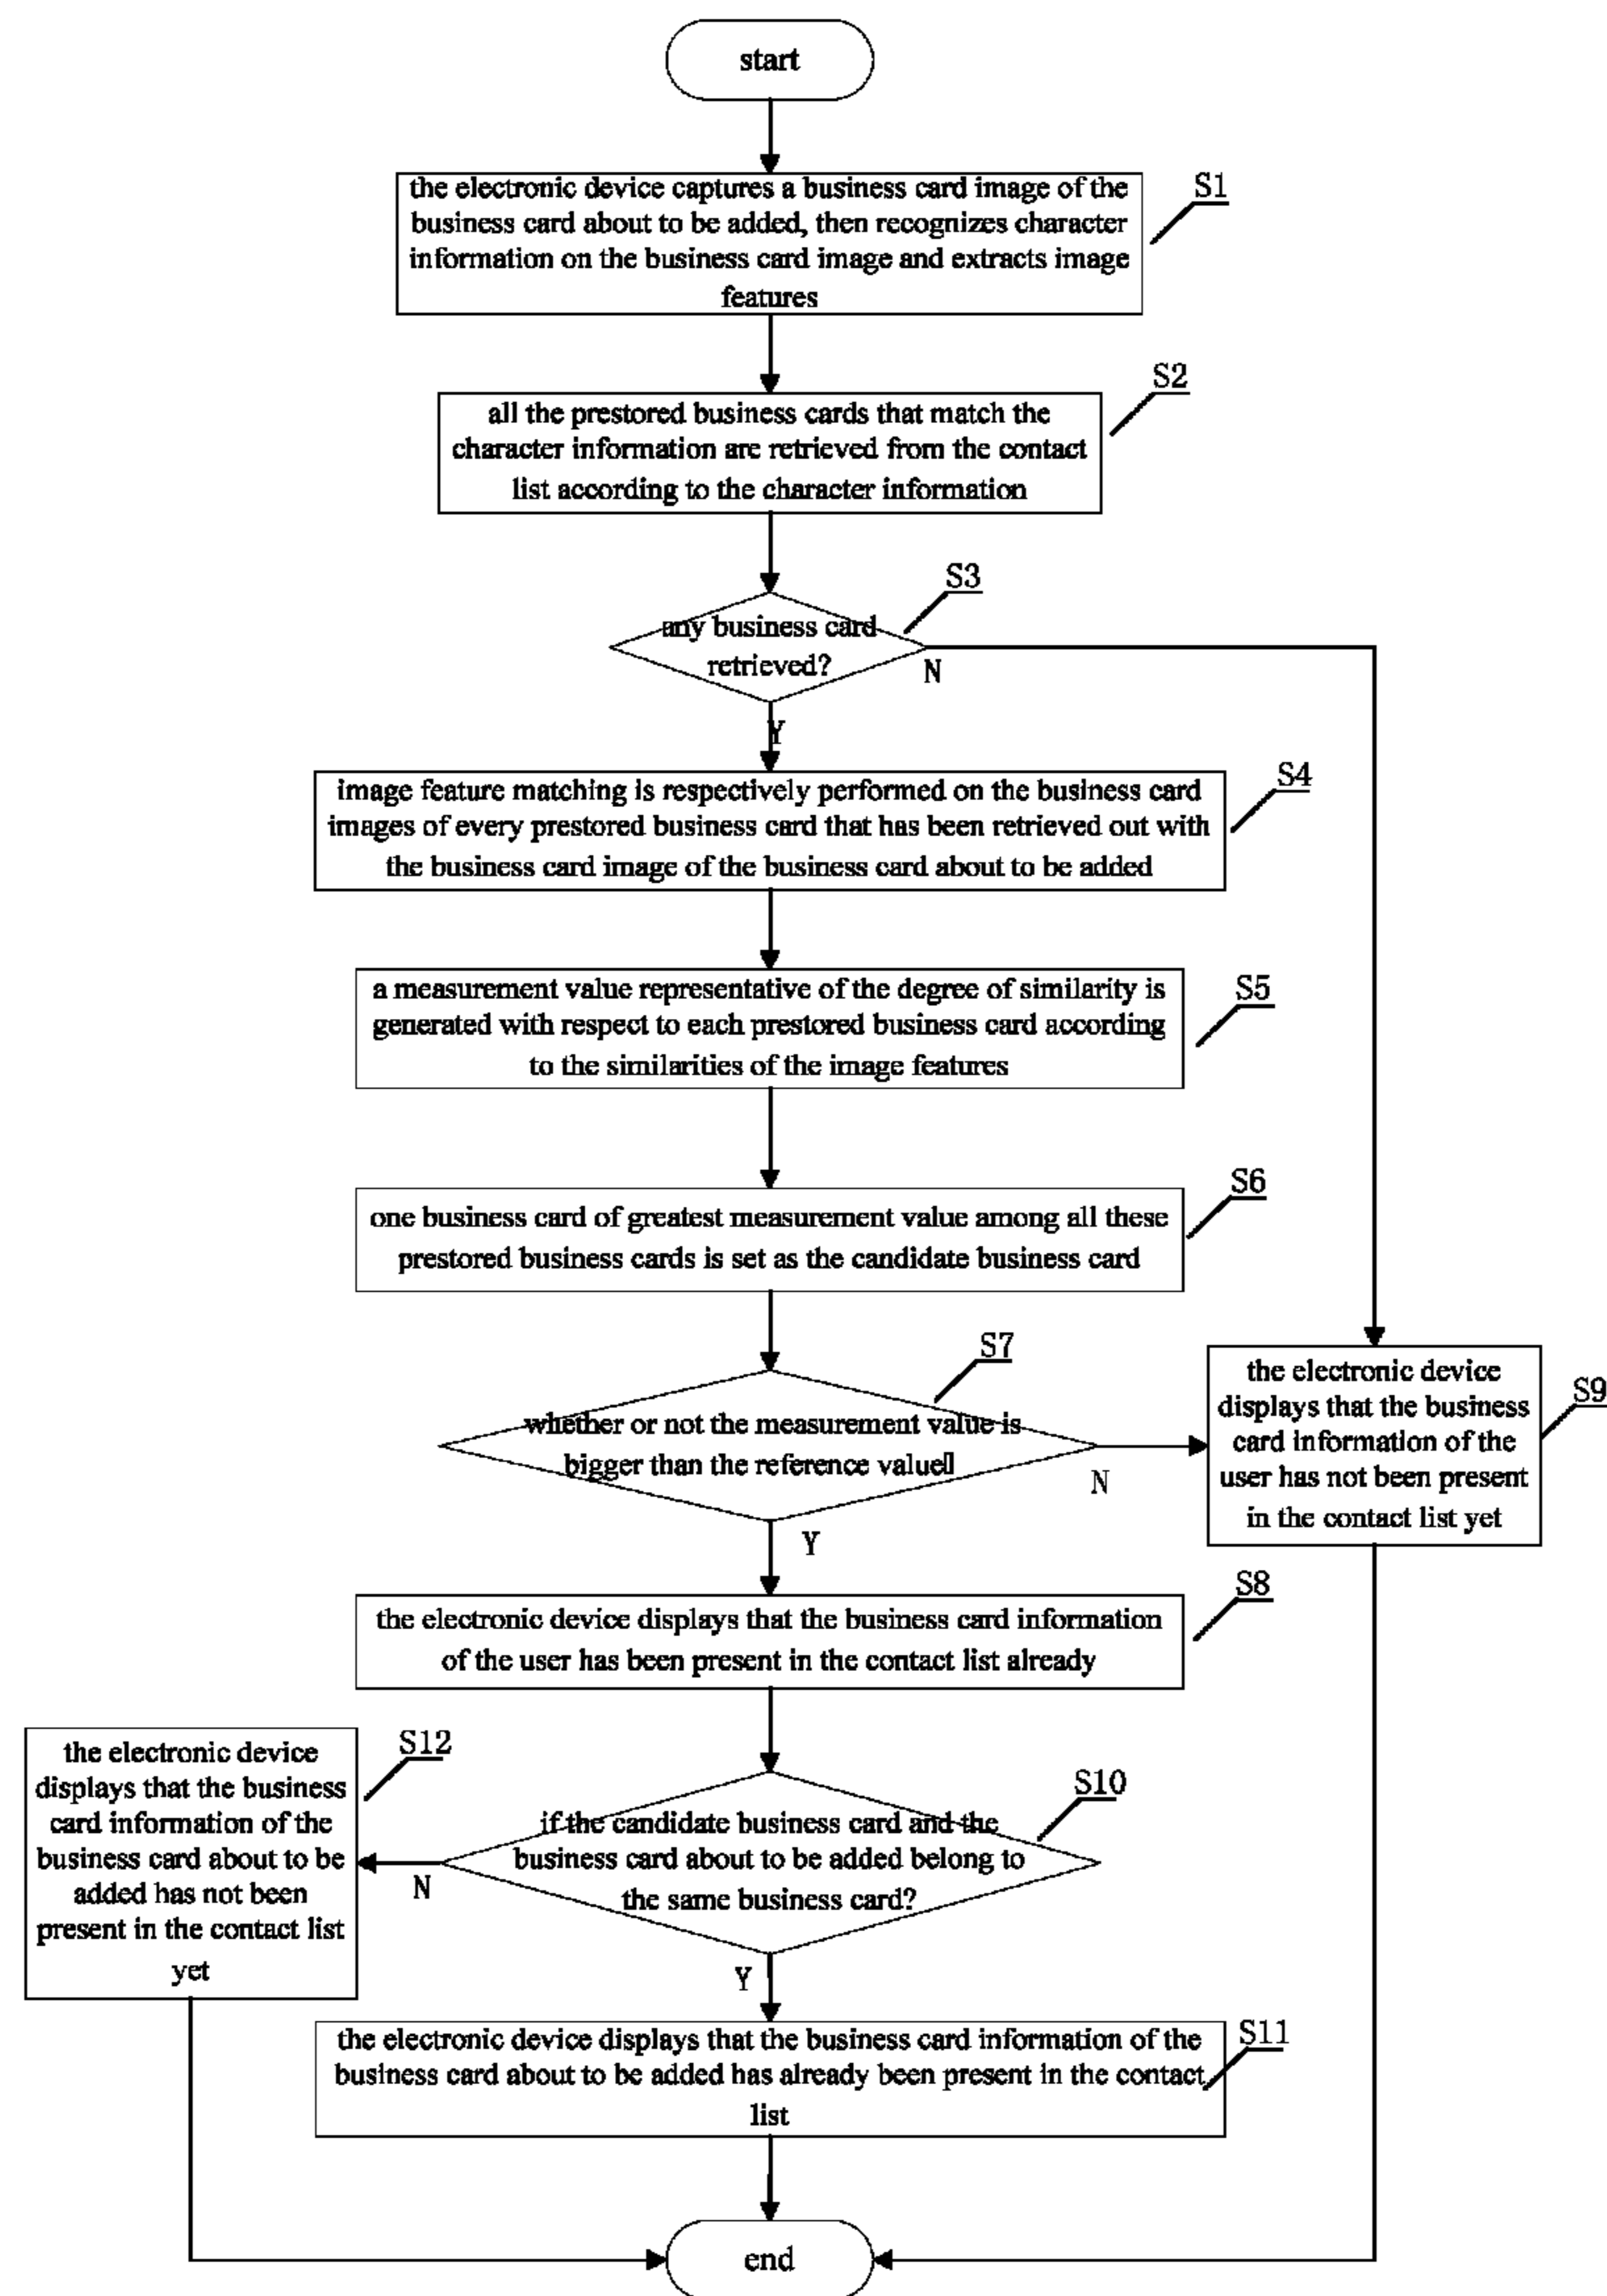 start
S1
the electronic device captures a business card image of the
business card about to be added, then recognizes character
information on the business card image and extracts image
features
S2
all the prestored business cards that match the
character information are retrieved from the contact
list according to the character information
S3
any business card
retrieved?
N
Y
S4
image feature matching is respectively performed on the business card
images of every prestored business card that has been retrieved out with
the business card image of the business card about to be added
S5
a measurement value representative of the degree of similarity is
generated with respect to each prestored business card according
to the similarities of the image features
S6
one business card of greatest measurement value among all these
prestored business cards is set as the candidate business card
S7
whether or not the measurement value is
bigger than the reference value
N
Y
S9
the electronic device
displays that the business
card information of the
user has not been present
in the contact list yet
S8
the electronic device displays that the business card information
of the user has been present in the contact list already
S12
the electronic device
displays that the business
card information of the
business card about to be
added has not been
present in the contact list
yet
S10
if the candidate business card and the
business card about to be added belong to
the same business card?
N
Y
S11
the electronic device displays that the business card information of the
business card about to be added has already been present in the contact
list
end